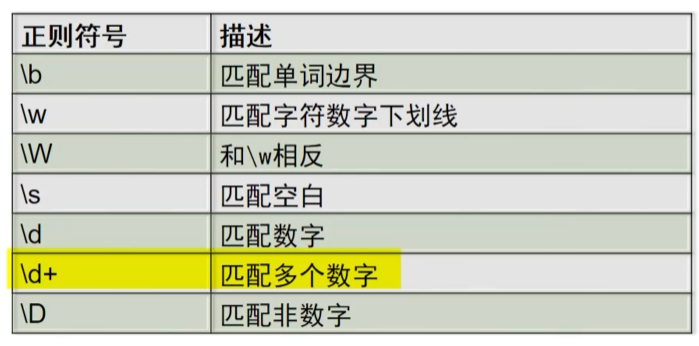 正则符号 描述
\b 匹配单词边界
\w 匹配字符数字下划线
\W 和\w相反
\s 匹配空白
\d 匹配数字
\d+ 匹配多个数字
\D 匹配非数字